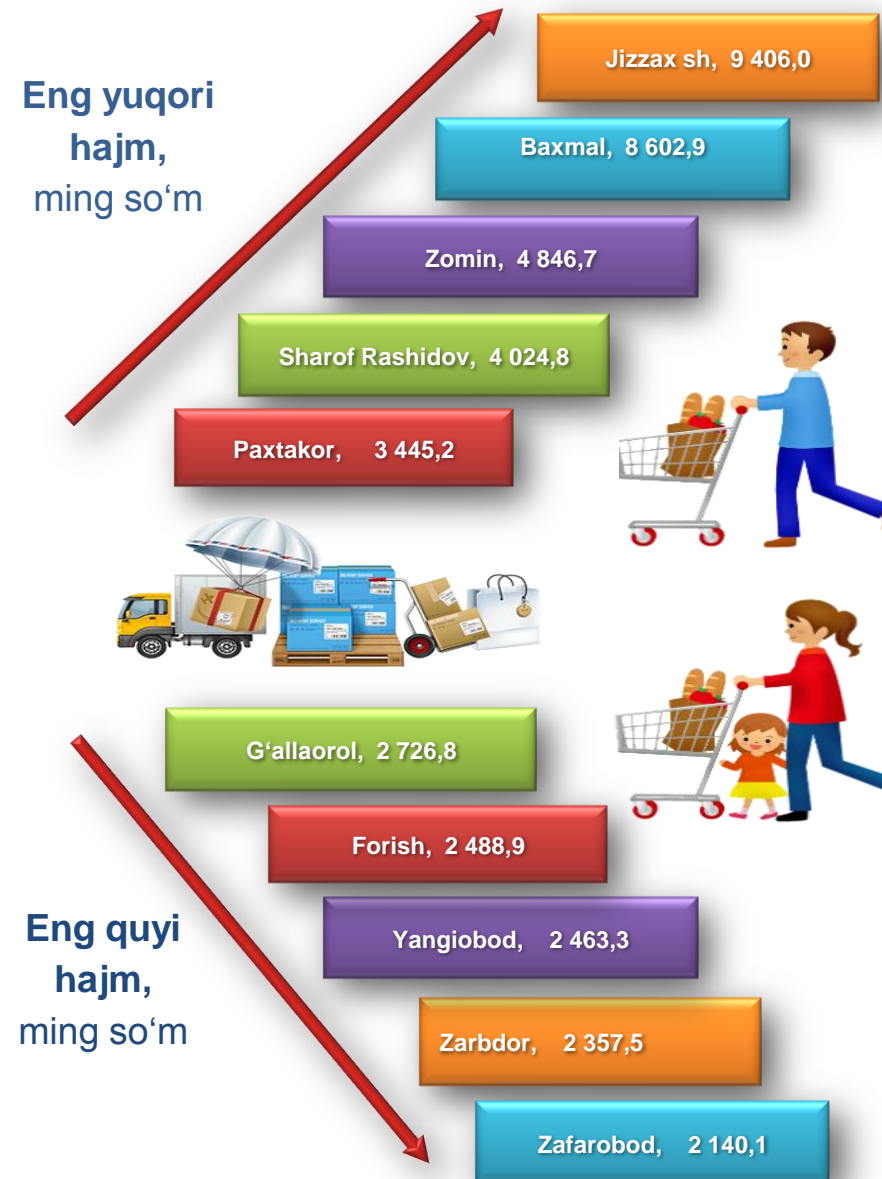 Eng yuqori
hajm,
ming so‘m
Jizzax sh, 9 406,0
Baxmal, 8 602,9
Zomin, 4 846,7
Sharof Rashidov, 4 024,8
Paxtakor, 3 445,2
G‘allaorol, 2 726,8
Forish, 2 488,9
Yangiobod, 2 463,3
Zarbdor, 2 357,5
Zafarobod, 2 140,1
Eng quyi
hajm,
ming so‘m